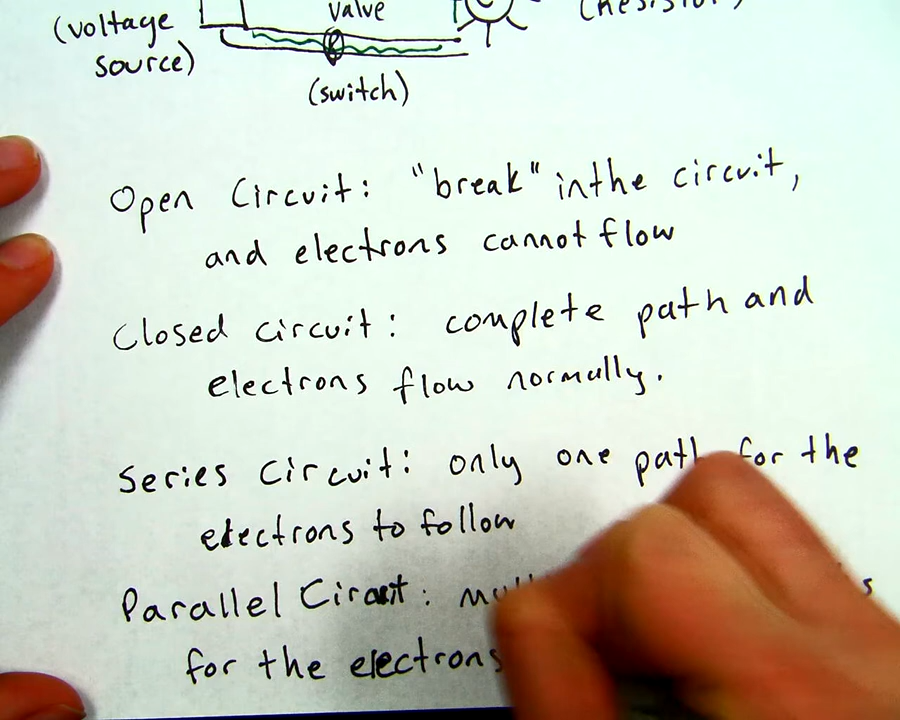 valve
(voltage
source)
(switch)
Open Circuit: "break" in the circuit,
and electrons cannot flow
Closed circuit: complete path and
electrons flow normally.
Series Circuit: only one path for the
electrons to follow
Parallel Circuit:
for the electrons